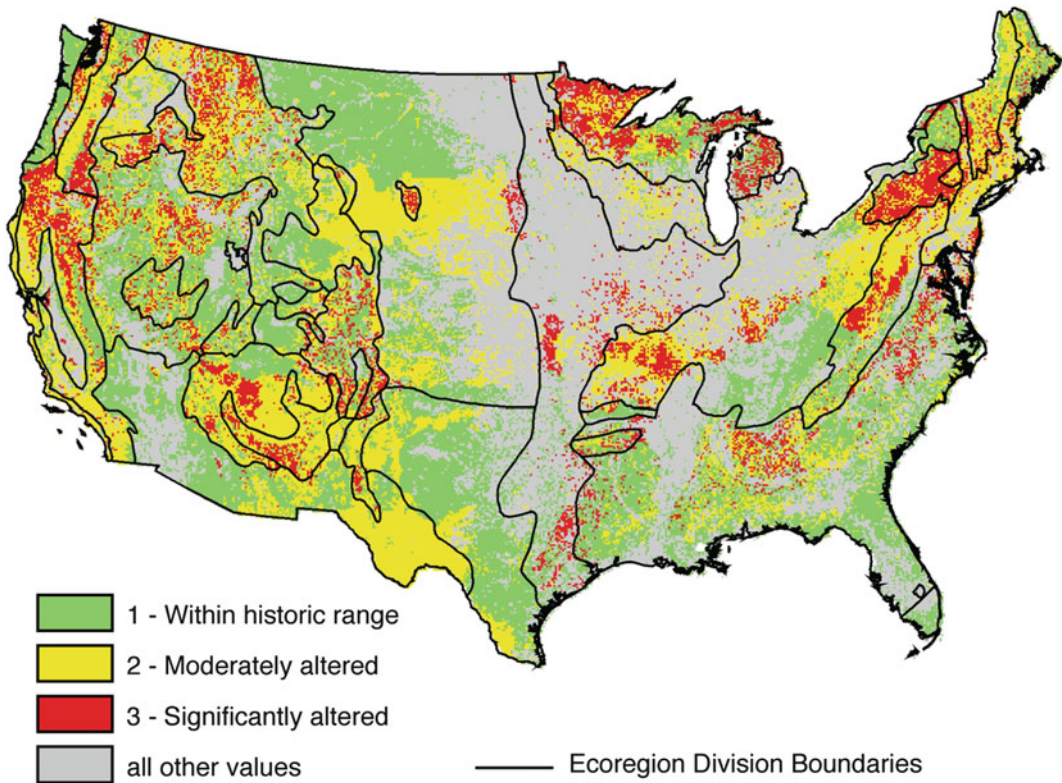 1 - Within historic range
2 - Moderately altered
3 - Significantly altered
all other values
Ecoregion Division Boundaries